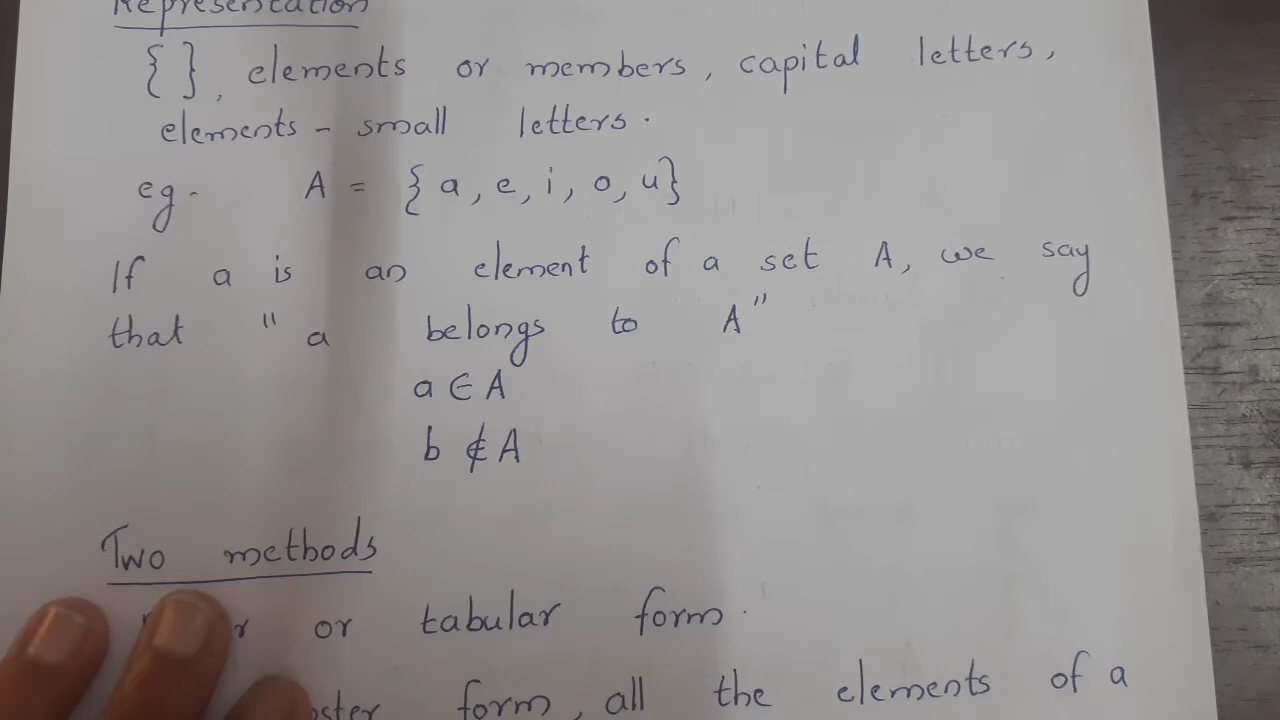 Representation
{ }, elements or members, capital letters,
elements - small letters.
eg. A = {a, e, i, o, u}
If a is an element of a set A, we say
that "a belongs to A"
a ∈ A
b ∉ A
Two methods
or tabular form.
form, all the elements of a